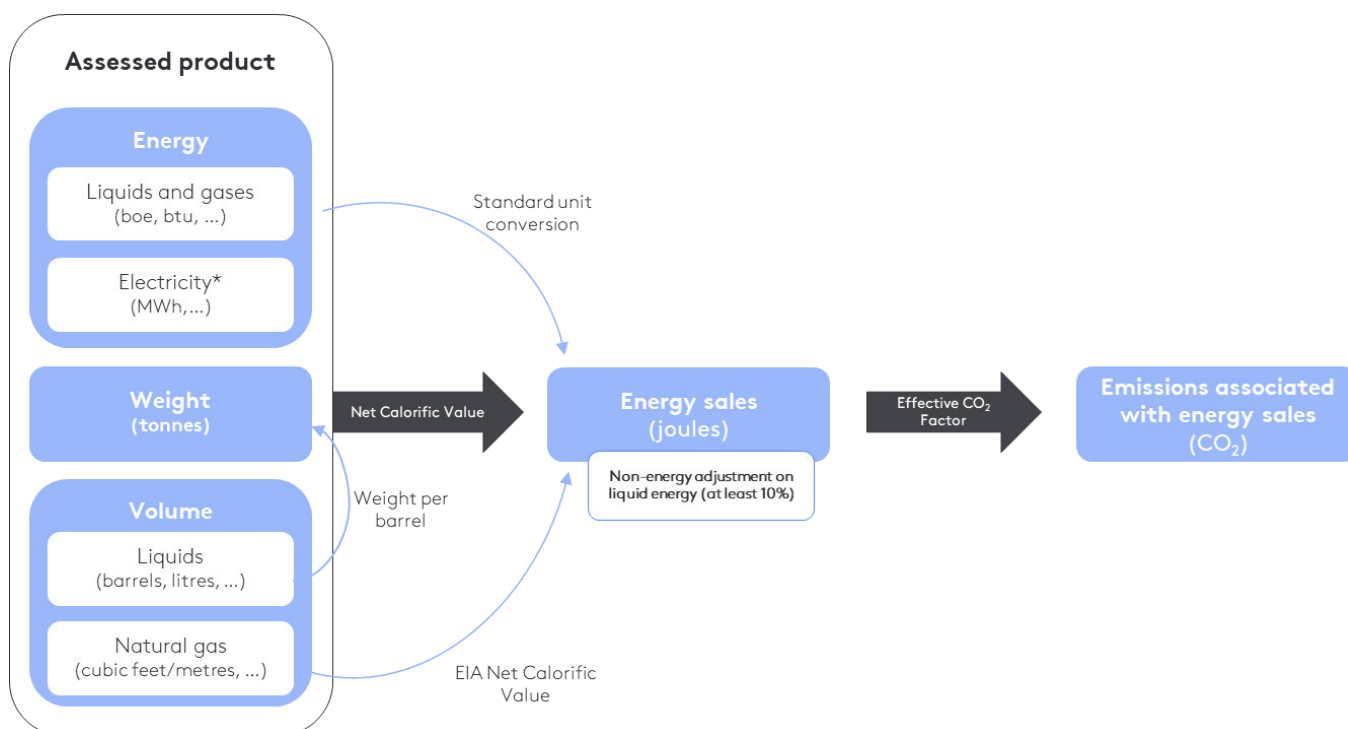 Assessed product
Energy
Liquids and gases
(boe, btu, ...)
Electricity*
(MWh,...)
Weight
(tonnes)
Volume
Liquids
(barrels, litres, ...)
Natural gas
(cubic feet/metres, ...)
Standard unit
conversion
Net Calorific Value
Weight per
barrel
EIA Net Calorific
Value
Energy sales
(joules)
Non-energy adjustment on
liquid energy (at least 10%)
Effective CO₂
Factor
Emissions associated
with energy sales
(CO₂)